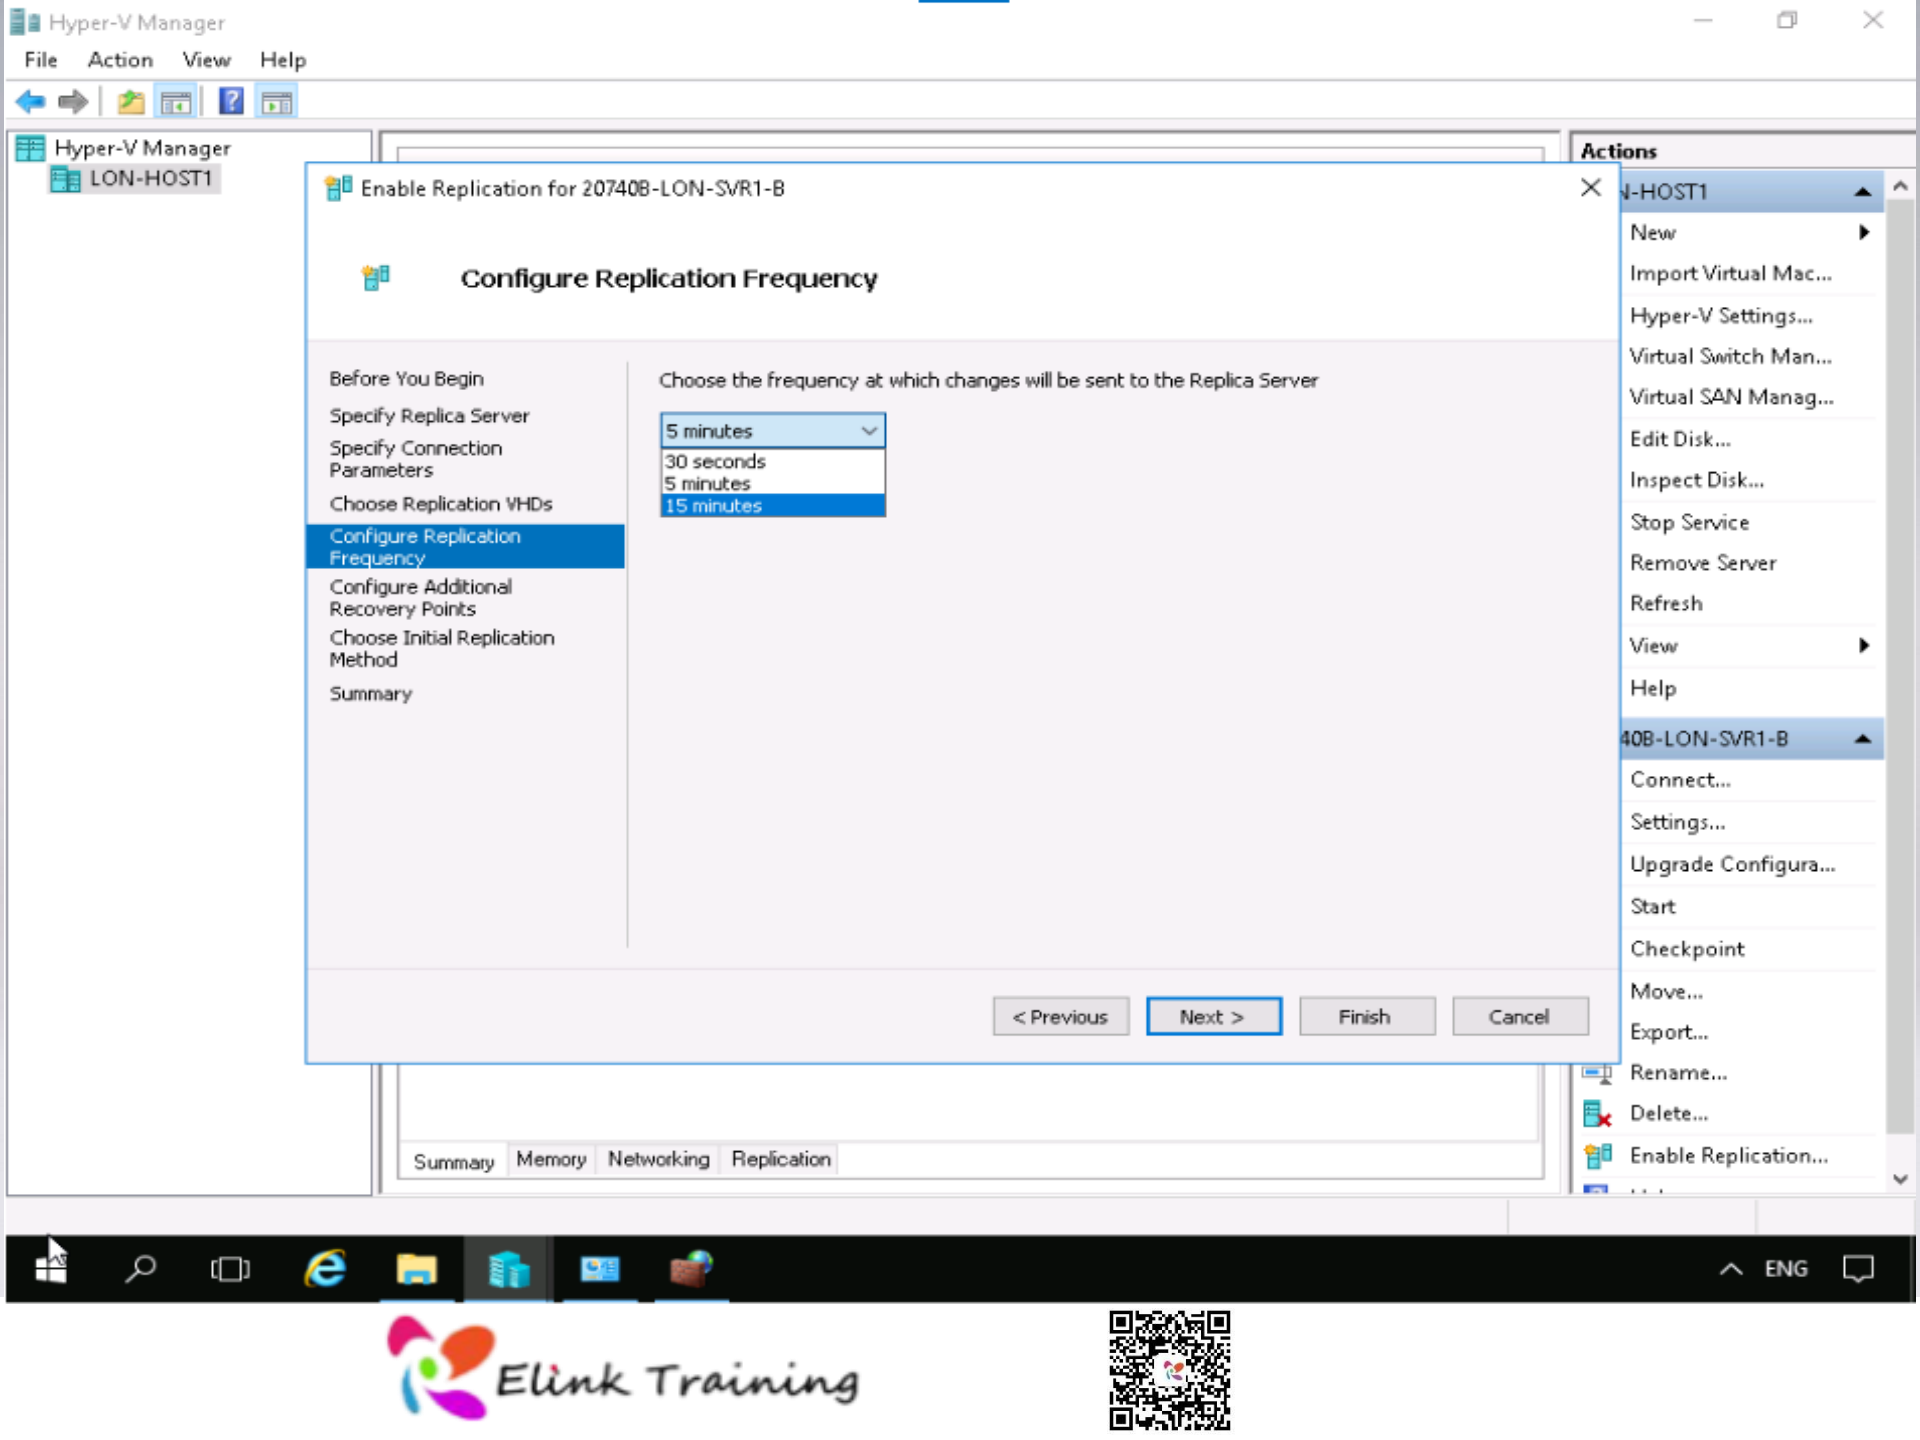 Hyper-V Manager
File Action View Help
Hyper-V Manager
LON-HOST1
Enable Replication for 20740B-LON-SVR1-B
Configure Replication Frequency
Before You Begin
Specify Replica Server
Specify Connection
Parameters
Choose Replication VHDs
Configure Replication
Frequency
Configure Additional
Recovery Points
Choose Initial Replication
Method
Summary
Choose the frequency at which changes will be sent to the Replica Server
5 minutes
30 seconds
5 minutes
15 minutes
< Previous
Next >
Finish
Cancel
Summary Memory Networking Replication
Actions
N-HOST1
New
Import Virtual Mac...
Hyper-V Settings...
Virtual Switch Man...
Virtual SAN Manag...
Edit Disk...
Inspect Disk...
Stop Service
Remove Server
Refresh
View
Help
40B-LON-SVR1-B
Connect...
Settings...
Upgrade Configura...
Start
Checkpoint
Move...
Export...
Rename...
Delete...
Enable Replication...
ENG
Elink Training